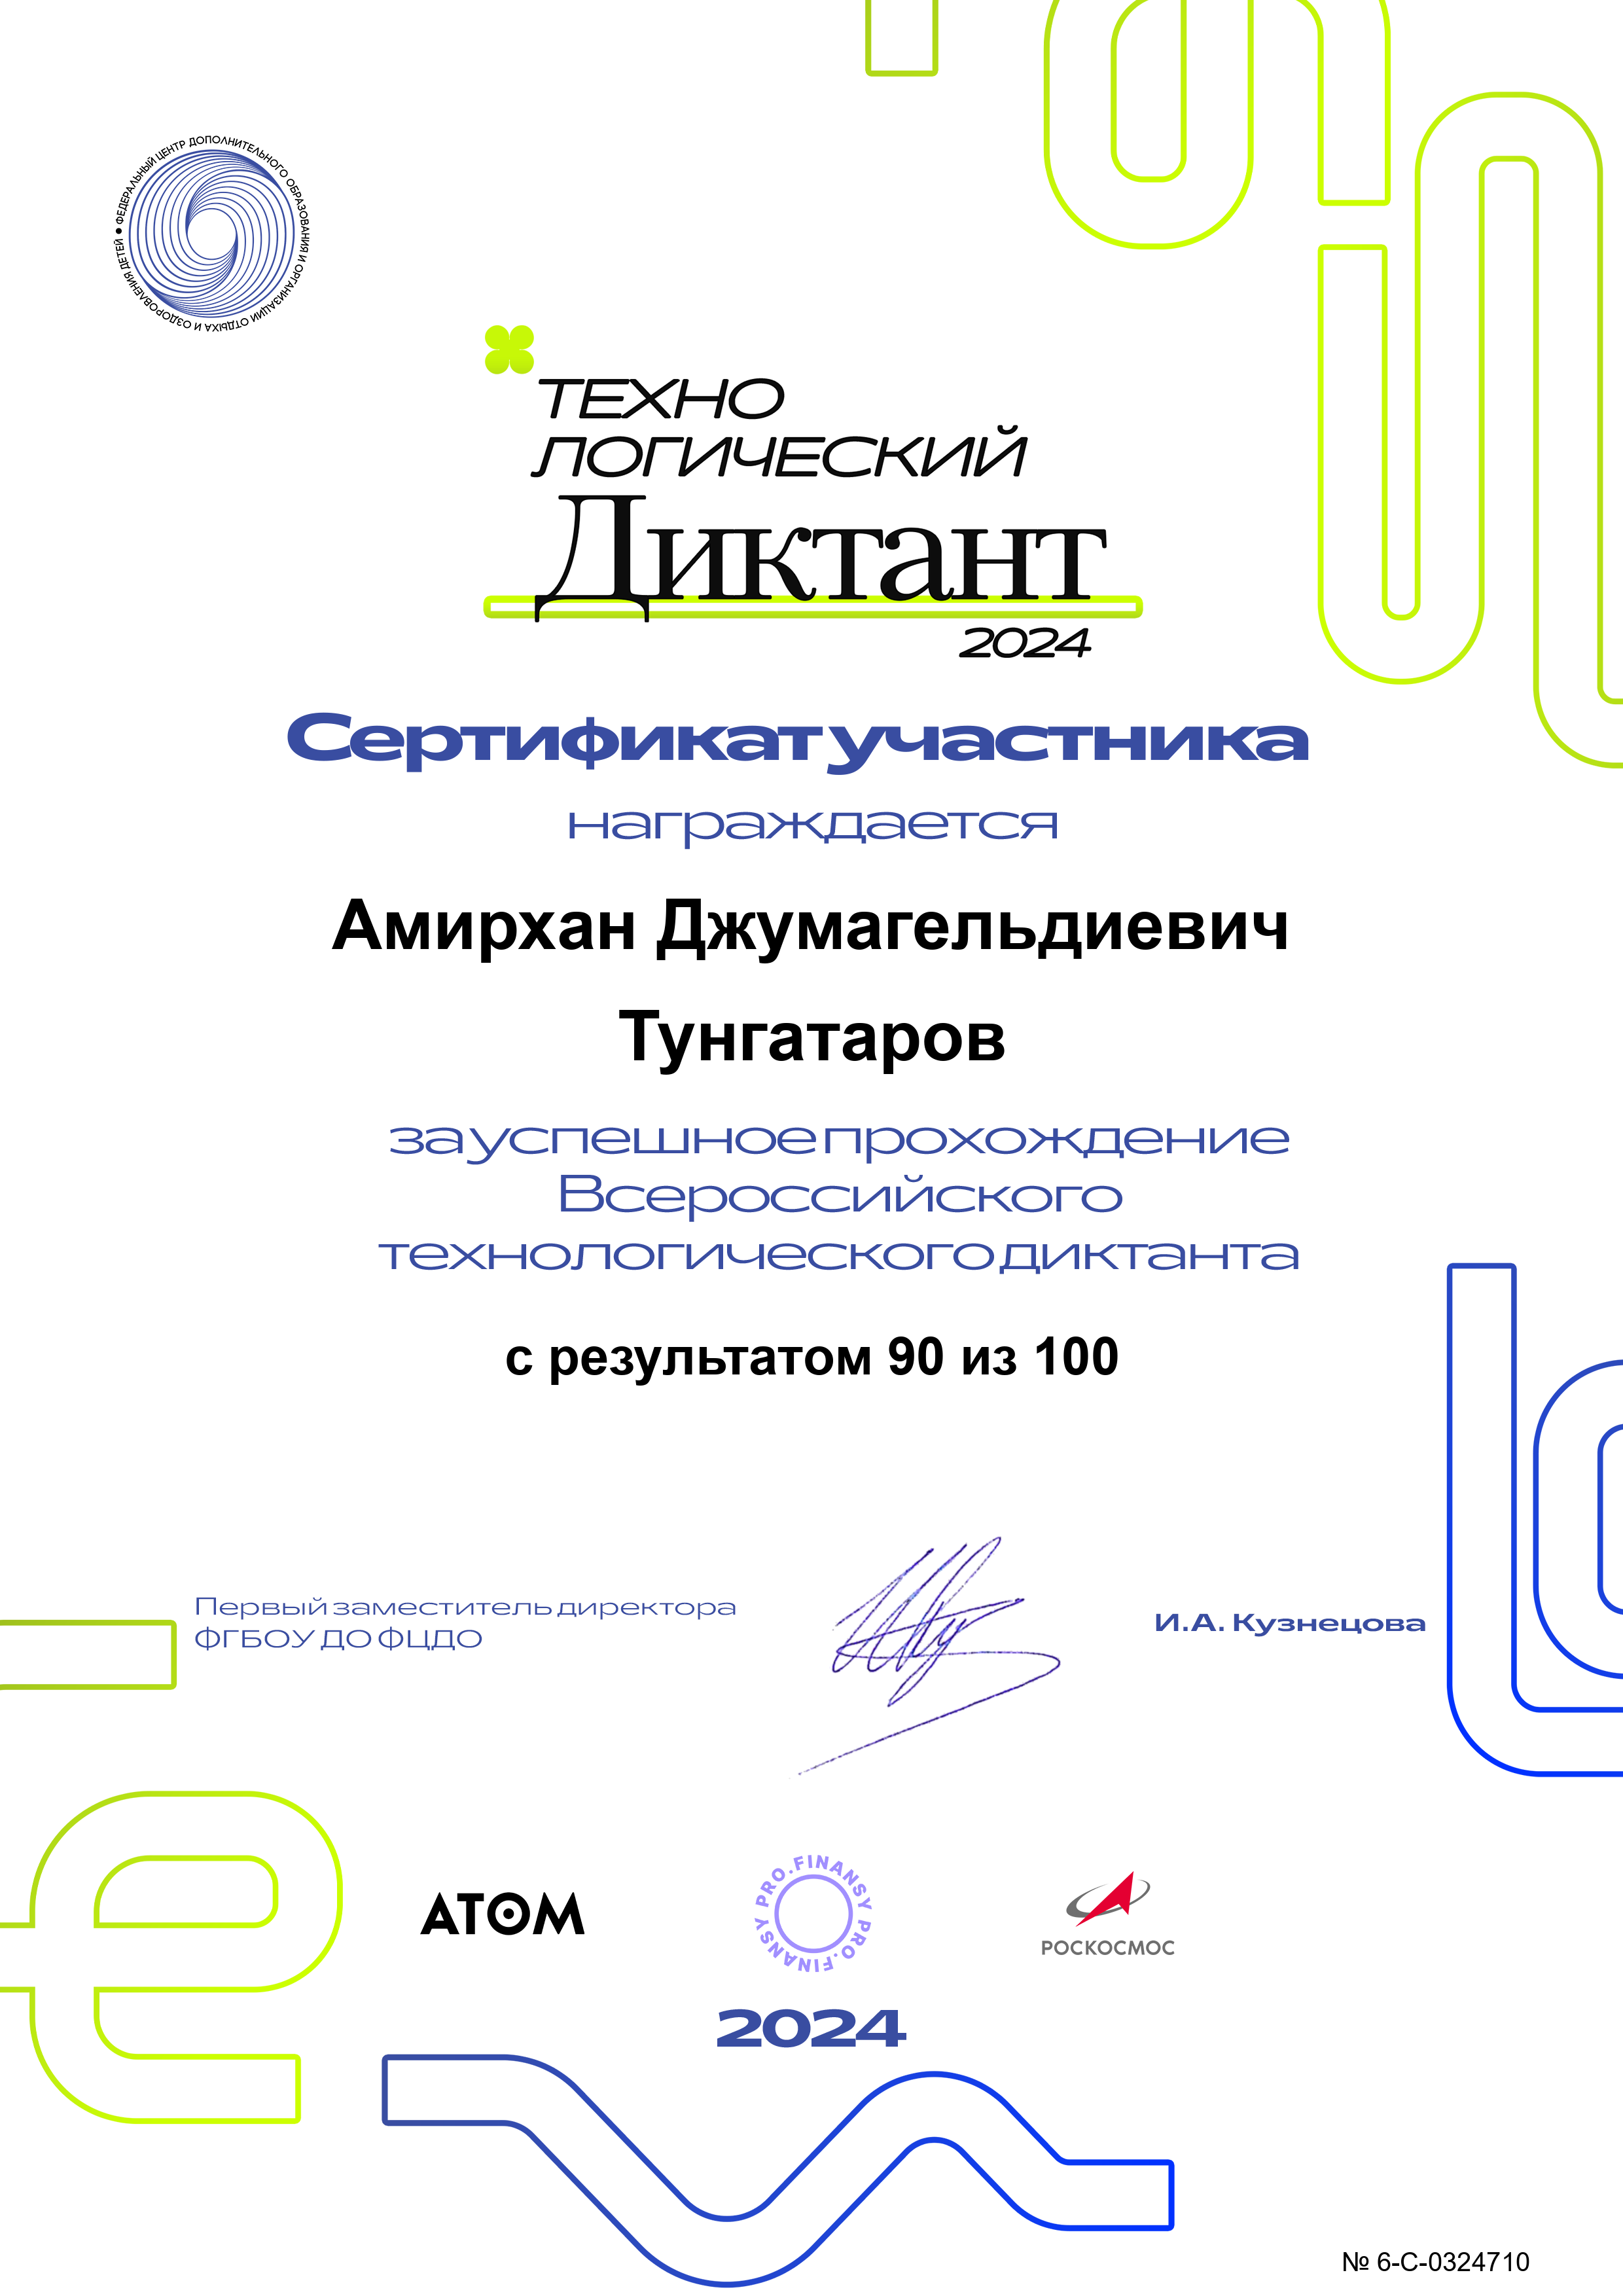 ФЕДЕРАЛЬНЫЙ ЦЕНТР ДОПОЛНИТЕЛЬНОГО ОБРАЗОВАНИЯ И ОРГАНИЗАЦИИ ОТДЫХА И ОЗДОРОВЛЕНИЯ ДЕТЕЙ •
ТЕХНО
ЛОГИЧЕСКИЙ
Диктант
2024
Сертификат участника
награждается
Амирхан Джумагельдиевич
Тунгатаров
за успешное прохождение
Всероссийского
технологического диктанта
с результатом 90 из 100
Первый заместитель директора
ФГБОУ ДО ФЦДО
И.А. Кузнецова
АТОМ
PRO.FINANSY PRO.FINANSY
РОСКОСМОС
2024
№ 6-С-0324710